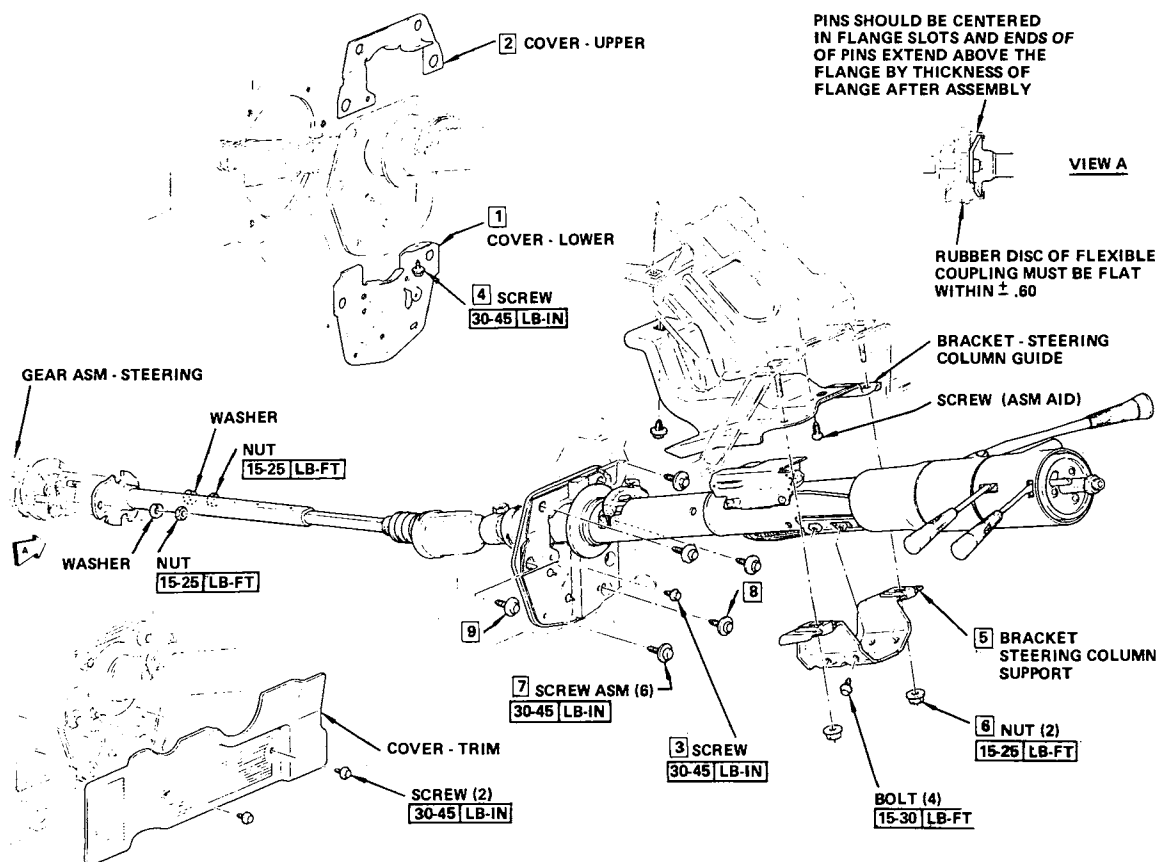 2 COVER - UPPER
PINS SHOULD BE CENTERED
IN FLANGE SLOTS AND ENDS OF
OF PINS EXTEND ABOVE THE
FLANGE BY THICKNESS OF
FLANGE AFTER ASSEMBLY
VIEW A
RUBBER DISC OF FLEXIBLE
COUPLING MUST BE FLAT
WITHIN ± .60
1
COVER - LOWER
4 SCREW
30-45 LB-IN
BRACKET - STEERING
COLUMN GUIDE
SCREW (ASM AID)
GEAR ASM - STEERING
WASHER
NUT
15-25 LB-FT
A
WASHER
NUT
15-25 LB-FT
9
8
7 SCREW ASM (6)
30-45 LB-IN
5 BRACKET
STEERING COLUMN
SUPPORT
6 NUT (2)
15-25 LB-FT
3 SCREW
30-45 LB-IN
BOLT (4)
15-30 LB-FT
COVER - TRIM
SCREW (2)
30-45 LB-IN